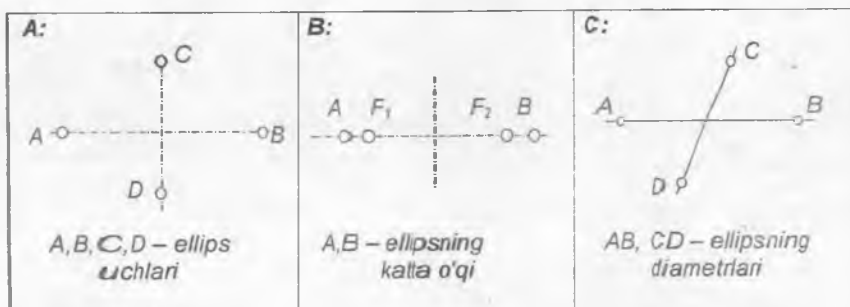 A:
C
A
B
D
A,B,C,D – ellips
uchlari
B:
A F₁ F₂ B
A,B – ellipsning
katta o'qi
C:
C
A
B
D
AB, CD – ellipsning
diametrlari